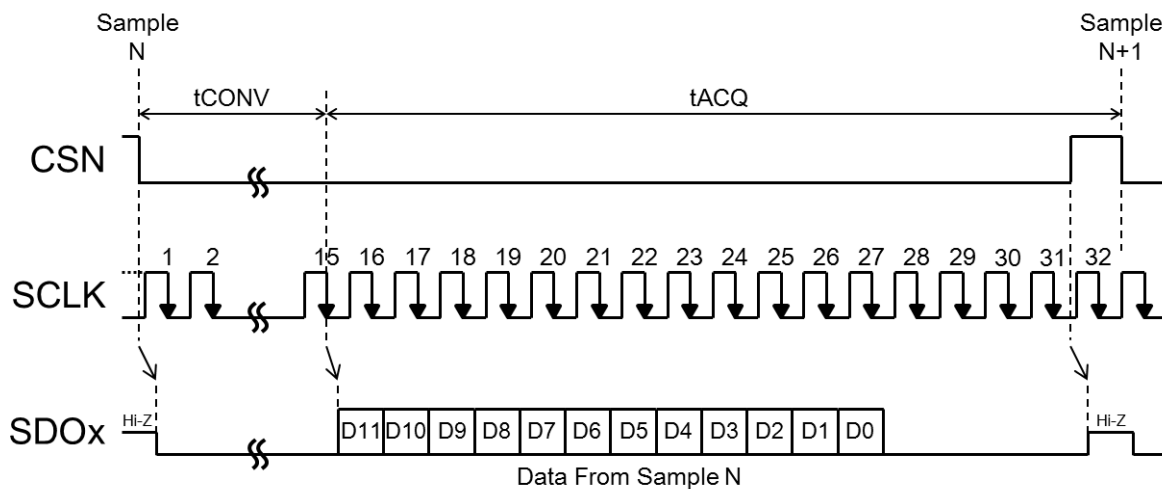 Sample Sample
N N+1
tCONV tACQ
CSN
1 2 15 16 17 18 19 20 21 22 23 24 25 26 27 28 29 30 31 32
SCLK
Hi-Z Hi-Z
SDOx D11 D10 D9 D8 D7 D6 D5 D4 D3 D2 D1 D0
Data From Sample N